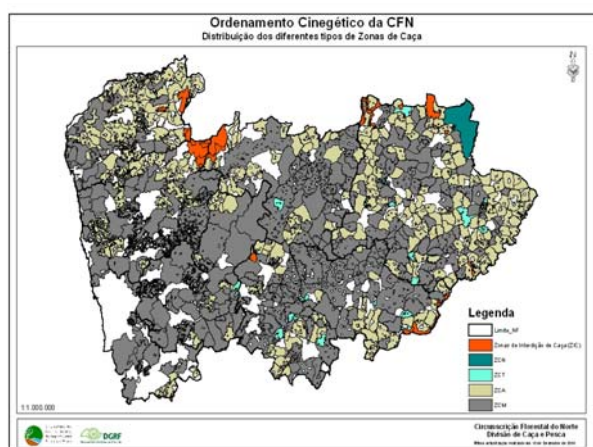 Ordenamento Cinegético da CFN
Distribuição dos diferentes tipos de Zonas de Caça
N
Legenda
Limite_NF
Zonas de Interdição de Caça (ZIC)
ZCN
ZCT
ZCA
ZCM
1:1.000.000
DGRF
Circunscrição Florestal do Norte
Divisão de Caça e Pesca